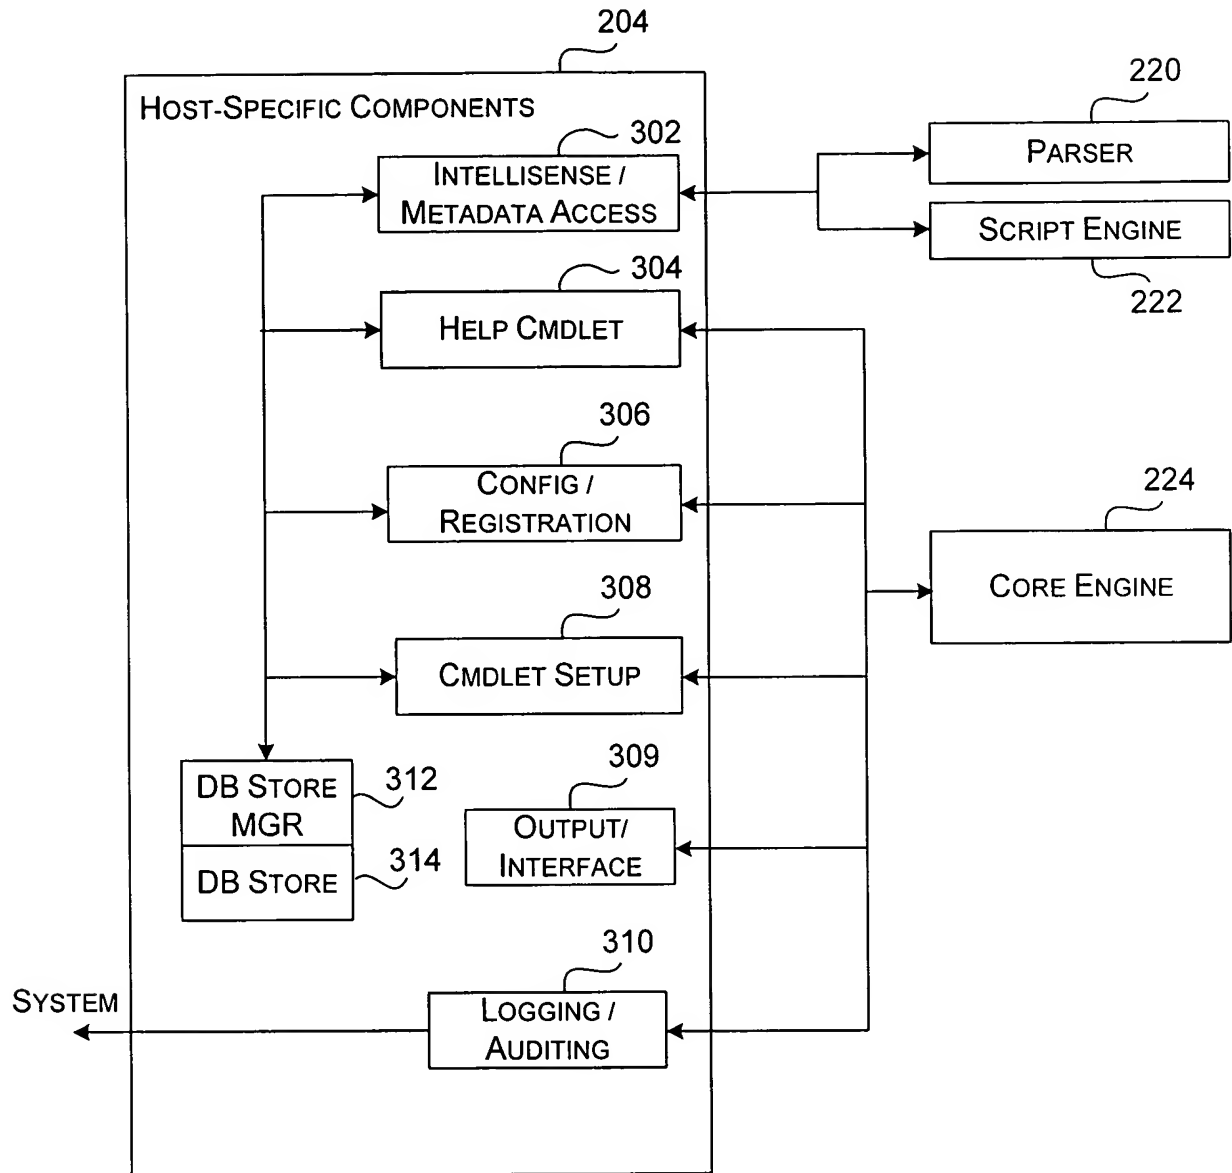 204
HOST-SPECIFIC COMPONENTS
302
INTELLISENSE /
METADATA ACCESS
220
PARSER
SCRIPT ENGINE
222
304
HELP CMDLET
306
CONFIG /
REGISTRATION
224
CORE ENGINE
308
CMDLET SETUP
DB STORE
MGR
312
DB STORE
314
309
OUTPUT/
INTERFACE
310
LOGGING /
AUDITING
SYSTEM